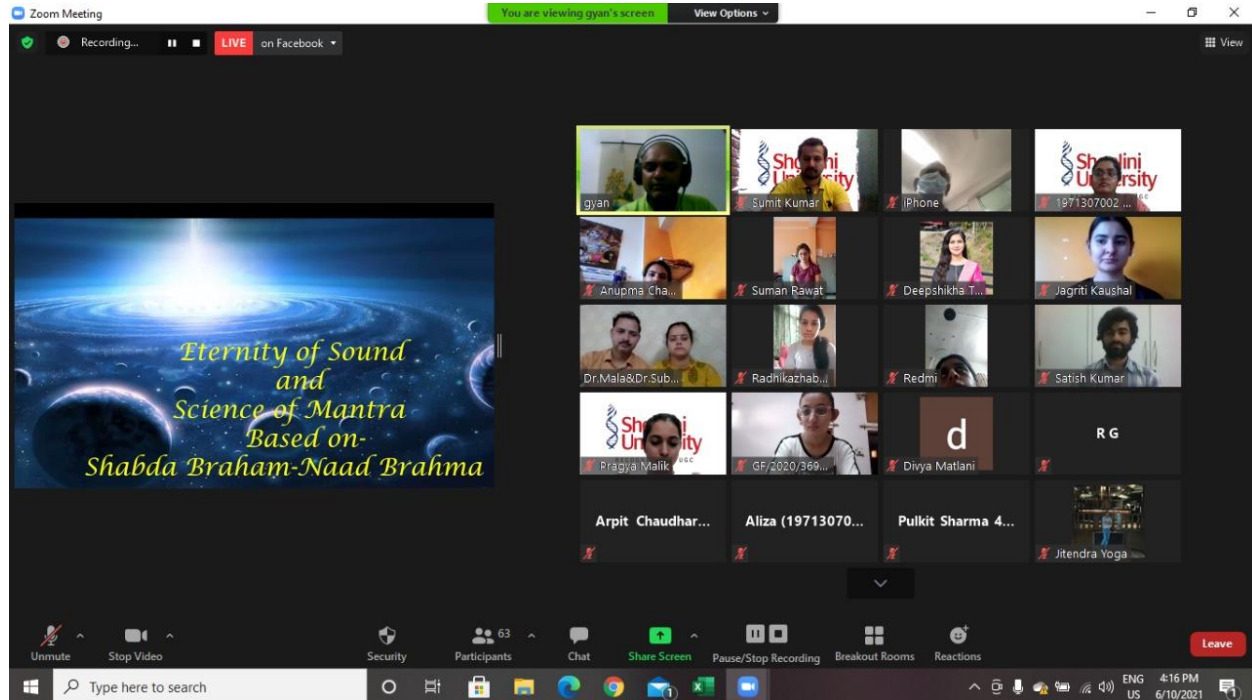 Zoom Meeting
You are viewing gyan's screen
View Options
Recording...
LIVE
on Facebook
View
Eternity of Sound
and
Science of Mantra
Based on-
Shabda Braham-Naad Brahma
gyan
Sumit Kumar
iPhone
1971307002 ...
Anupma Cha...
Suman Rawat
Deepshikha T...
Jagriti Kaushal
Dr.Mala&Dr.Sub...
Radhikazhab...
Redmi
Satish Kumar
Pragya Malik
GF/2020/369...
d
Divya Matlani
R G
Arpit Chaudhar...
Aliza (19713070...
Pulkit Sharma 4...
Jitendra Yoga
Unmute
Stop Video
Security
63
Participants
Chat
Share Screen
Pause/Stop Recording
Breakout Rooms
Reactions
Leave
Type here to search
ENG
US
4:16 PM
6/10/2021